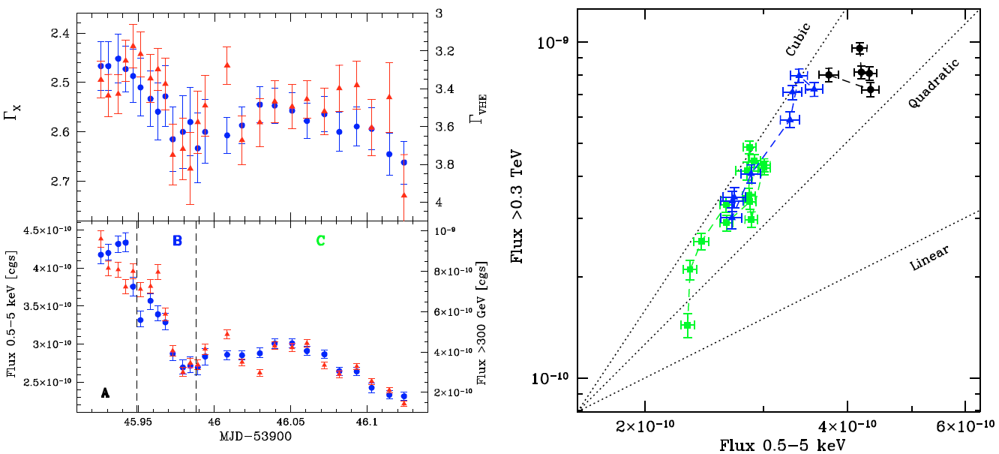 2.4
2.5
2.6
2.7
Γx
3
3.2
3.4
3.6
3.8
4
ΓVHE
4.5×10-10
4×10-10
3.5×10-10
3×10-10
2.5×10-10
Flux 0.5−5 keV [cgs]
A
B
C
10-9
8×10-10
6×10-10
4×10-10
2×10-10
Flux >300 GeV [cgs]
45.95
46
46.05
46.1
MJD−53900
10-9
10-10
Flux >0.3 TeV
Cubic
Quadratic
Linear
2×10-10
4×10-10
6×10-10
Flux 0.5−5 keV